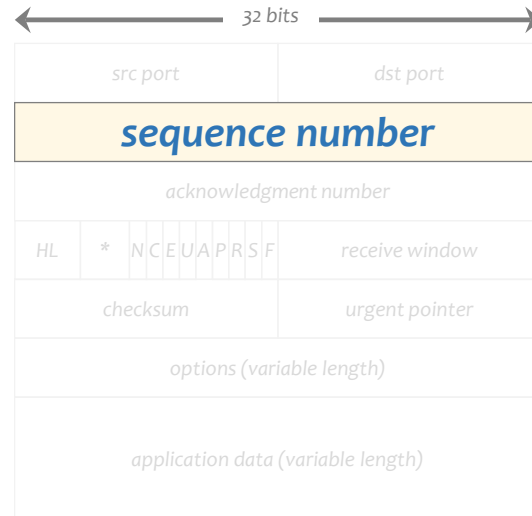 32 bits
src port dst port
sequence number
acknowledgment number
HL * N C E U A P R S F receive window
checksum urgent pointer
options (variable length)
application data (variable length)